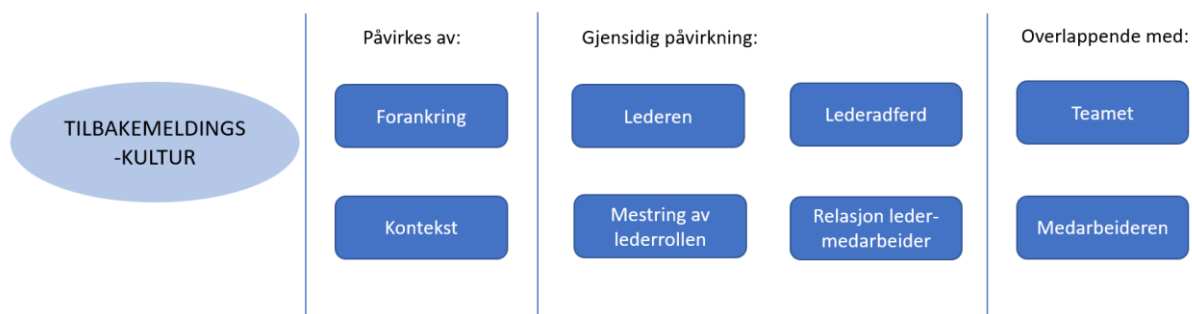 TILBAKEMELDINGS
-KULTUR
Påvirkes av:
Forankring
Kontekst
Gjensidig påvirkning:
Lederen
Lederadferd
Mestring av
lederrollen
Relasjon leder-
medarbeider
Overlappende med:
Teamet
Medarbeideren